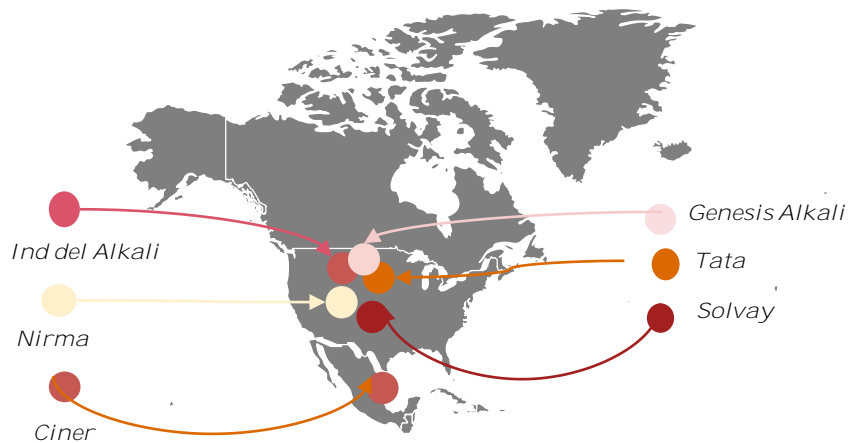 Ind del Alkali
Nirma
Ciner
Genesis Alkali
Tata
Solvay